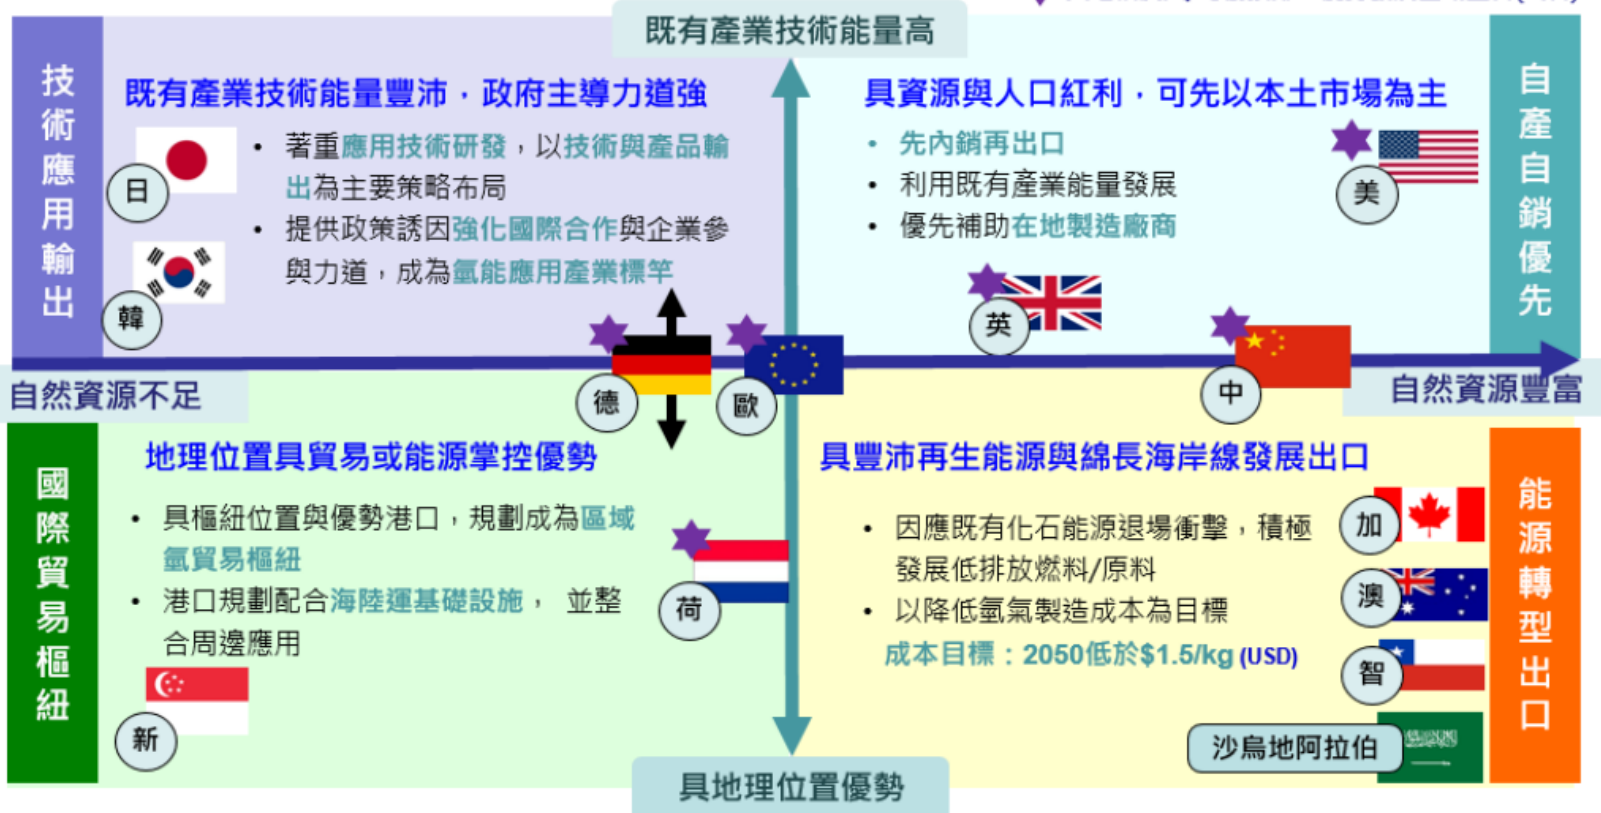 既有產業技術能量高
技術應用輸出
既有產業技術能量豐沛，政府主導力道強
• 著重應用技術研發，以技術與產品輸
出為主要策略布局
• 提供政策誘因強化國際合作與企業參
與力道，成為氫能應用產業標竿
日
韓
具資源與人口紅利，可先以本土市場為主
• 先內銷再出口
• 利用既有產業能量發展
• 優先補助在地製造廠商
美
英
自產自銷優先
自然資源不足
德
歐
中
自然資源豐富
國際貿易樞紐
地理位置具貿易或能源掌控優勢
• 具樞紐位置與優勢港口，規劃成為區域
氫貿易樞紐
• 港口規劃配合海陸運基礎設施， 並整
合周邊應用
荷
新
具豐沛再生能源與綿長海岸線發展出口
• 因應既有化石能源退場衝擊，積極
發展低排放燃料/原料
• 以降低氫氣製造成本為目標
成本目標：2050低於$1.5/kg (USD)
加
澳
智
沙烏地阿拉伯
能源轉型出口
具地理位置優勢